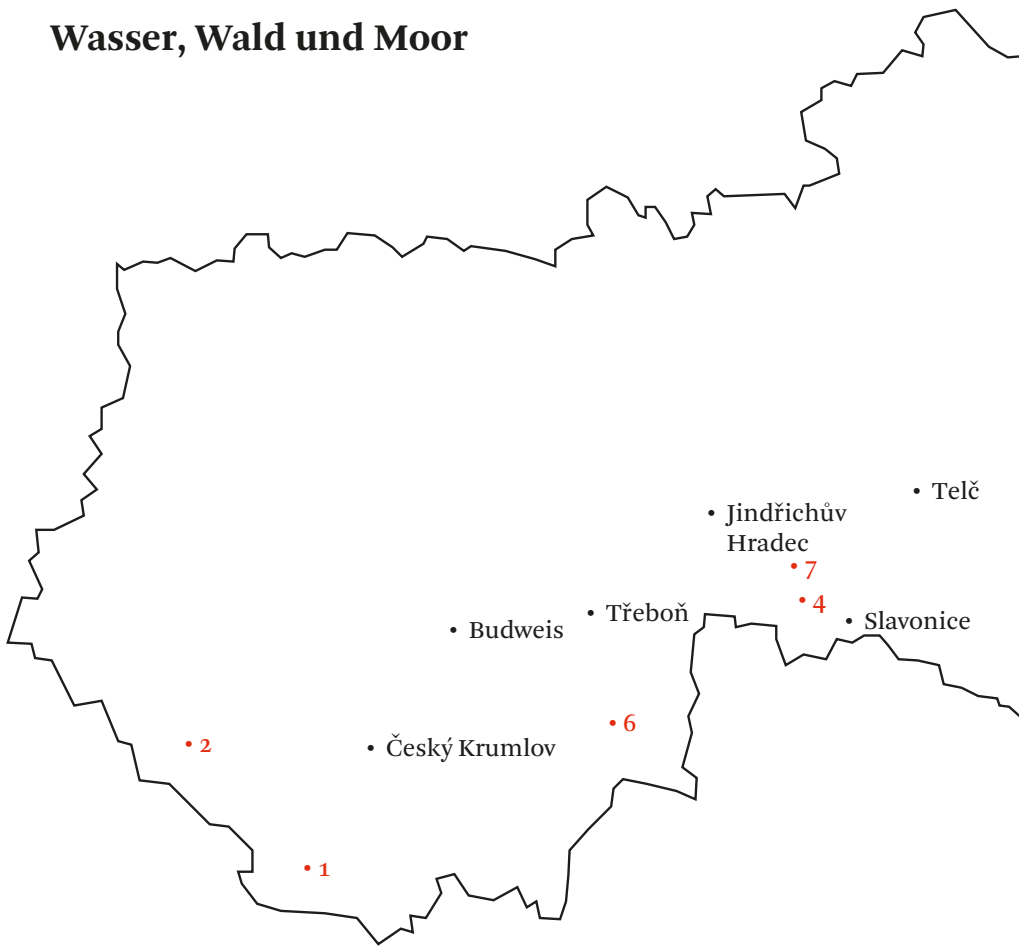 Wasser, Wald und Moor
Telč
Jindřichův
Hradec
7
4
Třeboň
Slavonice
Budweis
6
2
Český Krumlov
1